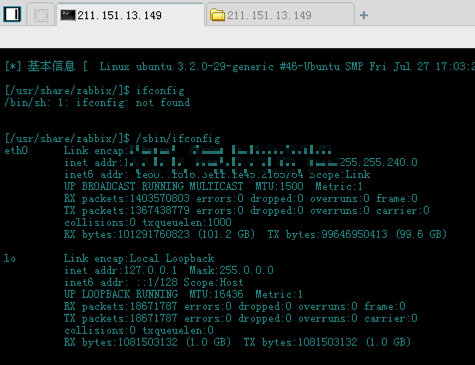 211.151.13.149
211.151.13.149
[*] 基本信息 [ Linux ubuntu 3.2.0-29-generic #46-Ubuntu SMP Fri Jul 27 17:03:2
[/usr/share/zabbix/]$ ifconfig
/bin/sh: 1: ifconfig: not found
[/usr/share/zabbix/]$ /sbin/ifconfig
eth0 Link encap:
inet addr: 255.255.240.0
inet6 addr: Scope:Link
UP BROADCAST RUNNING MULTICAST MTU:1500 Metric:1
RX packets:1403570803 errors:0 dropped:0 overruns:0 frame:0
TX packets:1367438779 errors:0 dropped:0 overruns:0 carrier:0
collisions:0 txqueuelen:1000
RX bytes:101291760823 (101.2 GB) TX bytes:99646950413 (99.6 GB)
lo Link encap:Local Loopback
inet addr:127.0.0.1 Mask:255.0.0.0
inet6 addr: ::1/128 Scope:Host
UP LOOPBACK RUNNING MTU:16436 Metric:1
RX packets:18671787 errors:0 dropped:0 overruns:0 frame:0
TX packets:18671787 errors:0 dropped:0 overruns:0 carrier:0
collisions:0 txqueuelen:0
RX bytes:1081503132 (1.0 GB) TX bytes:1081503132 (1.0 GB)